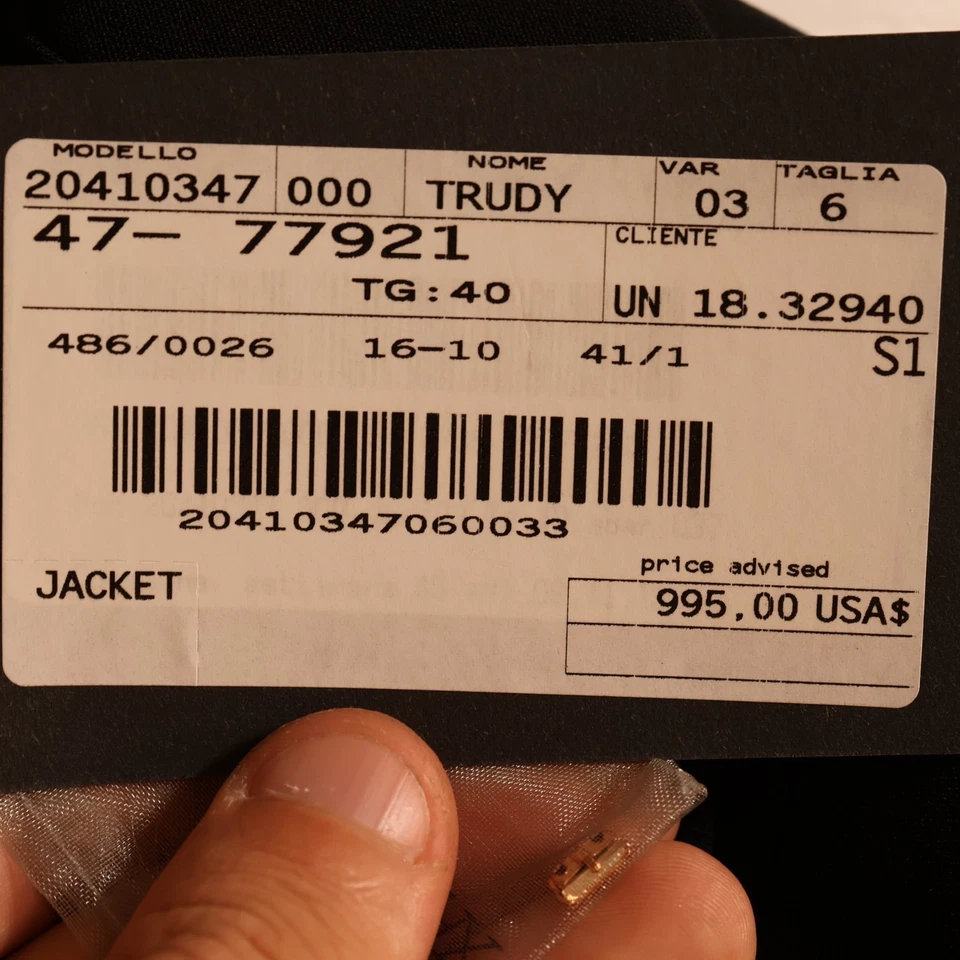 MODELLO NOME VAR TAGLIA
20410347 000 TRUDY 03 6
47- 77921 CLIENTE
TG:40 UN 18.32940
486/0026 16-10 41/1 S1
20410347060033
price advised
JACKET 995,00 USA$